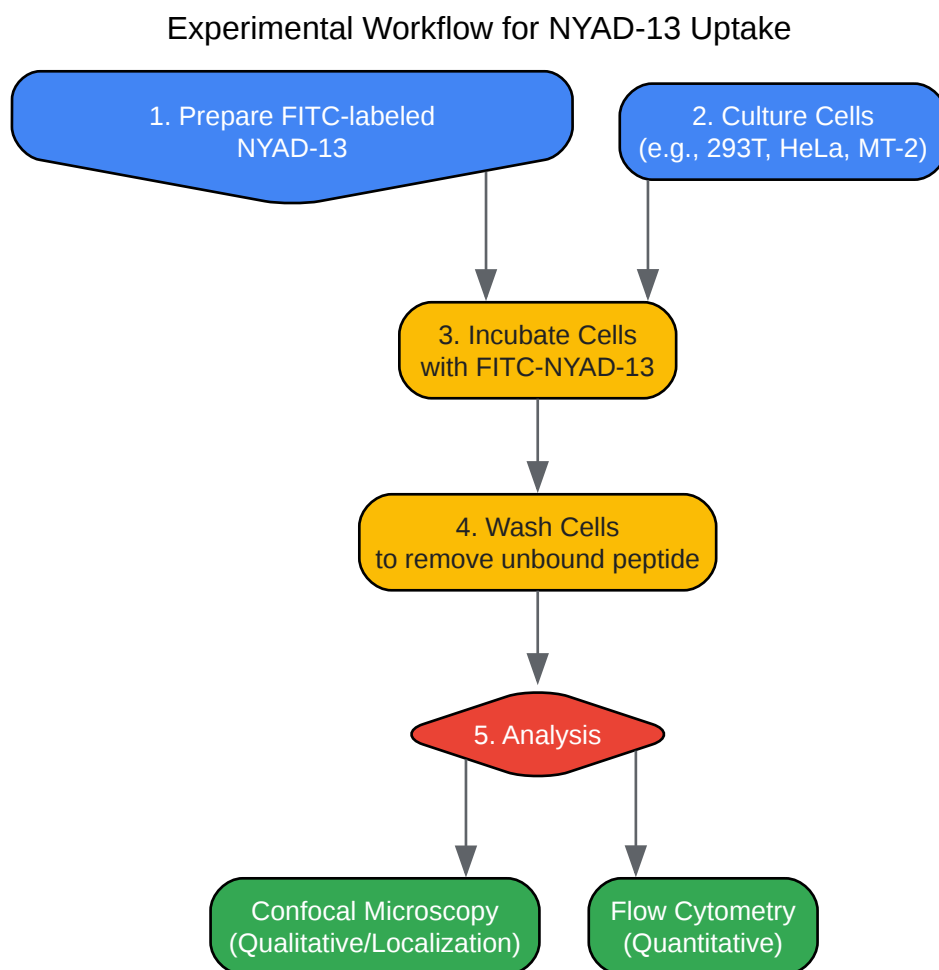 Experimental Workflow for NYAD-13 Uptake
1. Prepare FITC-labeled
NYAD-13
2. Culture Cells
(e.g., 293T, HeLa, MT-2)
3. Incubate Cells
with FITC-NYAD-13
4. Wash Cells
to remove unbound peptide
5. Analysis
Confocal Microscopy
(Qualitative/Localization)
Flow Cytometry
(Quantitative)